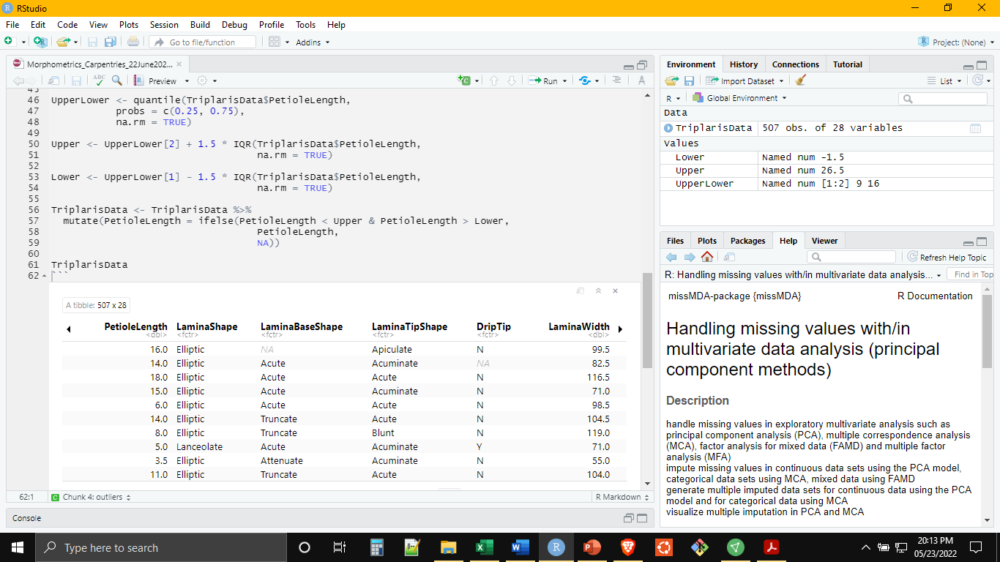 RStudio
File Edit Code View Plots Session Build Debug Profile Tools Help
Go to file/function Addins Project: (None)
Morphometrics_Carpentries_22June202...
ABC Preview Run
45
46 UpperLower <- quantile(TriplarisData$PetioleLength,
47 probs = c(0.25, 0.75),
48 na.rm = TRUE)
49
50 Upper <- UpperLower[2] + 1.5 * IQR(TriplarisData$PetioleLength,
51 na.rm = TRUE)
52
53 Lower <- UpperLower[1] - 1.5 * IQR(TriplarisData$PetioleLength,
54 na.rm = TRUE)
55
56 TriplarisData <- TriplarisData %>%
57 mutate(PetioleLength = ifelse(PetioleLength < Upper & PetioleLength > Lower,
58 PetioleLength,
59 NA))
60
61 TriplarisData
62 ```
A tibble: 507 x 28
PetioleLength LaminaShape LaminaBaseShape LaminaTipShape DripTip LaminaWidth
<dbl> <fctr> <fctr> <fctr> <fctr> <dbl>
16.0 Elliptic NA Apiculate N 99.5
14.0 Elliptic Acute Acuminate NA 82.5
18.0 Elliptic Acute Acute N 116.5
15.0 Elliptic Acute Acuminate N 71.0
6.0 Elliptic Acute Acute N 98.5
14.0 Elliptic Truncate Acute N 104.5
8.0 Elliptic Truncate Blunt N 119.0
5.0 Lanceolate Acute Acuminate Y 71.0
3.5 Elliptic Attenuate Acuminate N 55.0
11.0 Elliptic Truncate Acute N 104.0
62:1 Chunk 4: outliers R Markdown
Console
Environment History Connections Tutorial
Import Dataset List
R Global Environment
Data
TriplarisData 507 obs. of 28 variables
Values
Lower Named num -1.5
Upper Named num 26.5
UpperLower Named num [1:2] 9 16
Files Plots Packages Help Viewer
Refresh Help Topic
R: Handling missing values with/in multivariate data analysis... Find in Top
missMDA-package {missMDA} R Documentation
Handling missing values with/in
multivariate data analysis (principal
component methods)
Description
handle missing values in exploratory multivariate analysis such as
principal component analysis (PCA), multiple correspondence analysis
(MCA), factor analysis for mixed data (FAMD) and multiple factor
analysis (MFA)
impute missing values in continuous data sets using the PCA model,
categorical data sets using MCA, mixed data using FAMD
generate multiple imputed data sets for continuous data using the PCA
model and for categorical data using MCA
visualize multiple imputation in PCA and MCA
Type here to search
20:13 PM
05/23/2022